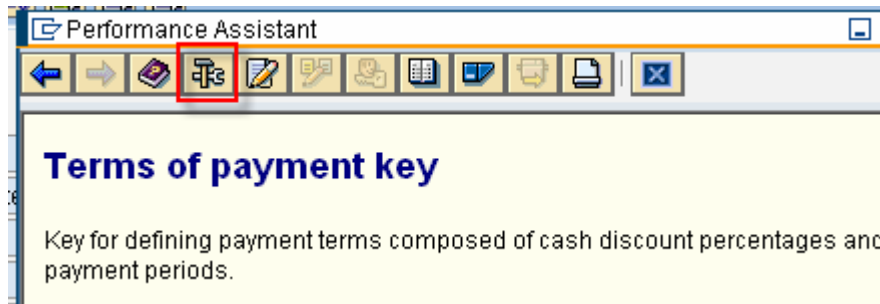 Performance Assistant
Terms of payment key
Key for defining payment terms composed of cash discount percentages and
payment periods.